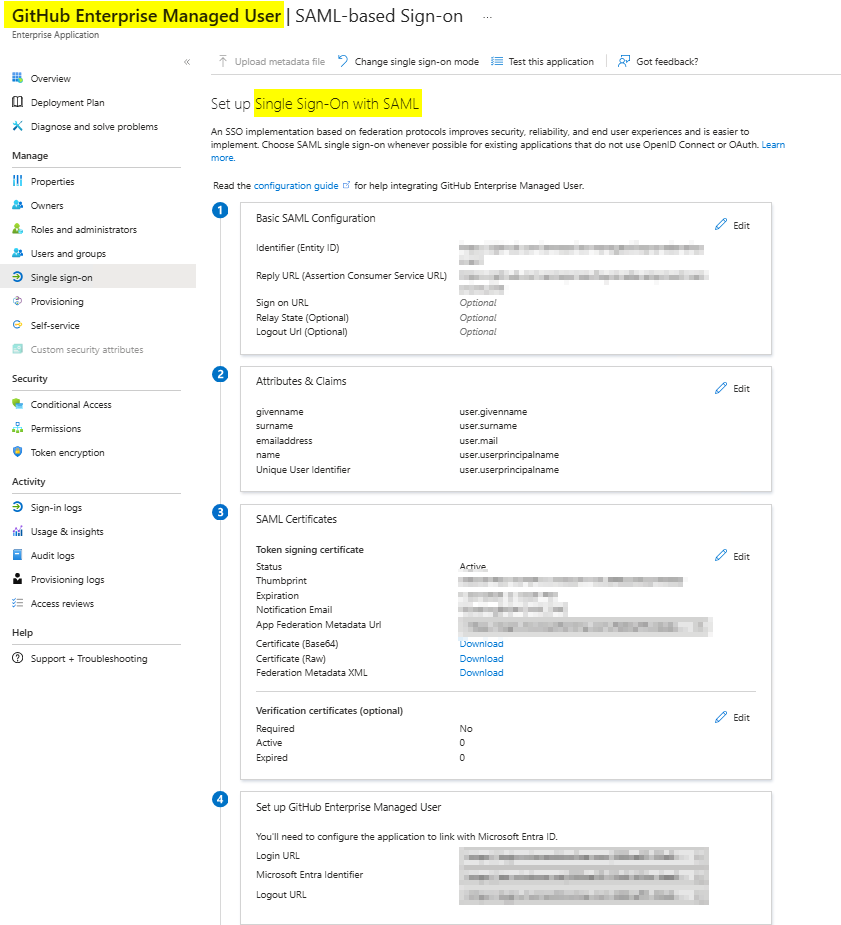 GitHub Enterprise Managed User | SAML-based Sign-on ...
Enterprise Application
«
Upload metadata file Change single sign-on mode Test this application Got feedback?
Overview
Deployment Plan
Diagnose and solve problems
Manage
Properties
Owners
Roles and administrators
Users and groups
Single sign-on
Provisioning
Self-service
Custom security attributes
Security
Conditional Access
Permissions
Token encryption
Activity
Sign-in logs
Usage & insights
Audit logs
Provisioning logs
Access reviews
Help
Support + Troubleshooting
Set up Single Sign-On with SAML
An SSO implementation based on federation protocols improves security, reliability, and end user experiences and is easier to
implement. Choose SAML single sign-on whenever possible for existing applications that do not use OpenID Connect or OAuth. Learn
more.
Read the configuration guide for help integrating GitHub Enterprise Managed User.
1
Basic SAML Configuration Edit
Identifier (Entity ID)
Reply URL (Assertion Consumer Service URL)
Sign on URL Optional
Relay State (Optional) Optional
Logout Url (Optional) Optional
2
Attributes & Claims Edit
givenname user.givenname
surname user.surname
emailaddress user.mail
name user.userprincipalname
Unique User Identifier user.userprincipalname
3
SAML Certificates
Token signing certificate Edit
Status Active
Thumbprint
Expiration
Notification Email
App Federation Metadata Url
Certificate (Base64) Download
Certificate (Raw) Download
Federation Metadata XML Download
Verification certificates (optional) Edit
Required No
Active 0
Expired 0
4
Set up GitHub Enterprise Managed User
You'll need to configure the application to link with Microsoft Entra ID.
Login URL
Microsoft Entra Identifier
Logout URL